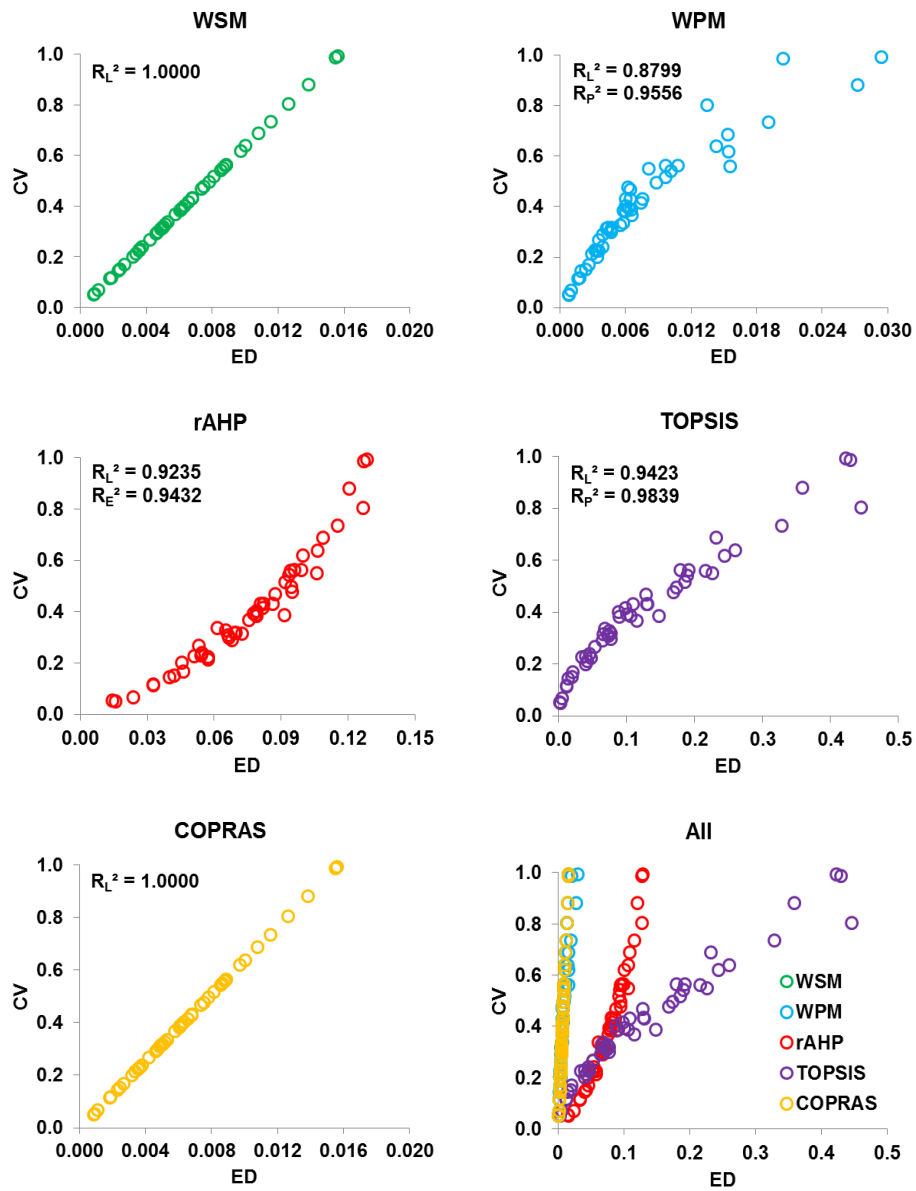 WSM
R_L² = 1.0000
CV
1.0
0.8
0.6
0.4
0.2
0.0
0.000 0.004 0.008 0.012 0.016 0.020
ED
WPM
R_L² = 0.8799
R_P² = 0.9556
CV
1.0
0.8
0.6
0.4
0.2
0.0
0.000 0.006 0.012 0.018 0.024 0.030
ED
rAHP
R_L² = 0.9235
R_E² = 0.9432
CV
1.0
0.8
0.6
0.4
0.2
0.0
0.00 0.03 0.06 0.09 0.12 0.15
ED
TOPSIS
R_L² = 0.9423
R_P² = 0.9839
CV
1.0
0.8
0.6
0.4
0.2
0.0
0 0.1 0.2 0.3 0.4 0.5
ED
COPRAS
R_L² = 1.0000
CV
1.0
0.8
0.6
0.4
0.2
0.0
0.000 0.004 0.008 0.012 0.016 0.020
ED
All
CV
1.0
0.8
0.6
0.4
0.2
0.0
0 0.1 0.2 0.3 0.4 0.5
ED
WSM
WPM
rAHP
TOPSIS
COPRAS